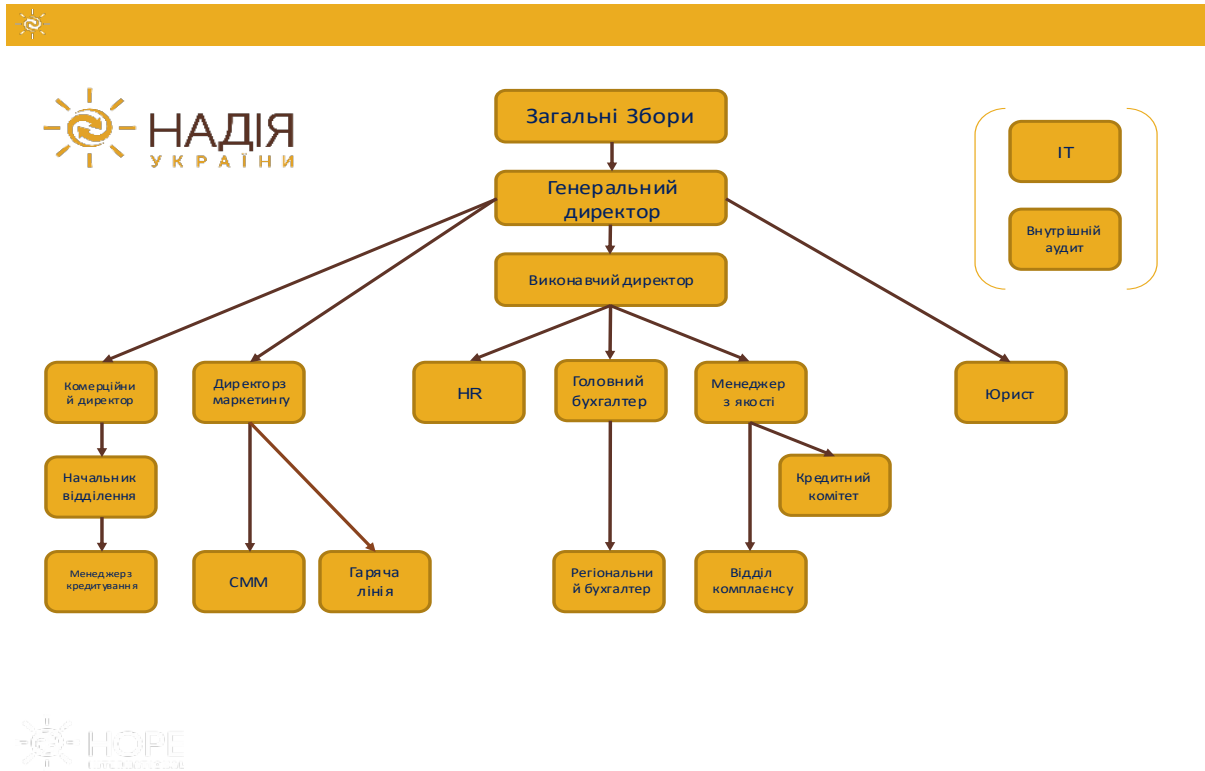 НАДІЯ
УКРАЇНИ
Загальні Збори
Генеральний
директор
Виконавчий директор
ІТ
Внутрішній
аудит
Комерційни
й директор
Директор з
маркетингу
HR
Головний
бухгалтер
Менеджер
з якості
Юрист
Начальник
відділення
Кредитний
комітет
Менеджер з
кредитування
СММ
Гаряча
лінія
Регіональни
й бухгалтер
Відділ
комплаєнсу
HOPE